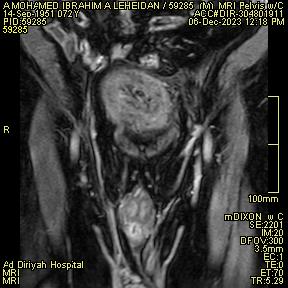 A MOHAMED IBRAHIM A LEHEIDAN / 59285 (M) MRI Pelvis w/C
14-Sep-1951 072Y
ACC#DIR-304801911
PID:59285
06-Dec-2023 12:18 PM
59285
R
100mm
mDIXON_w C
SE:2201
IM:20
DFOV:300
3.5mm
EC:1
TE:0
ET:70
TR:5.29
Ad Diriyah Hospital
MRI
MRI